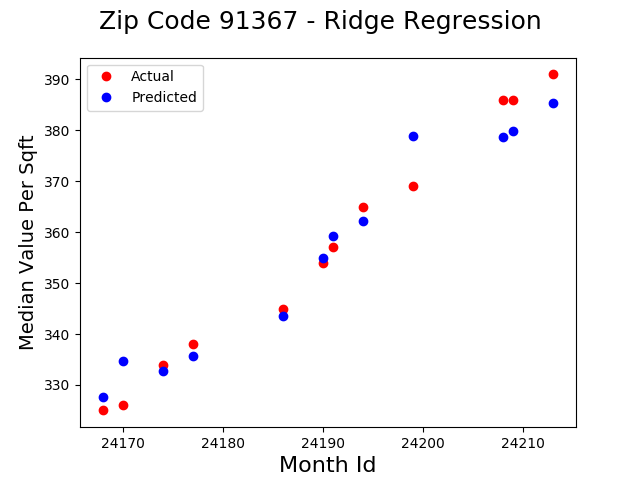 Zip Code 91367 - Ridge Regression
Actual
Predicted
390
380
370
360
350
340
330
Median Value Per Sqft
24170 24180 24190 24200 24210
Month Id